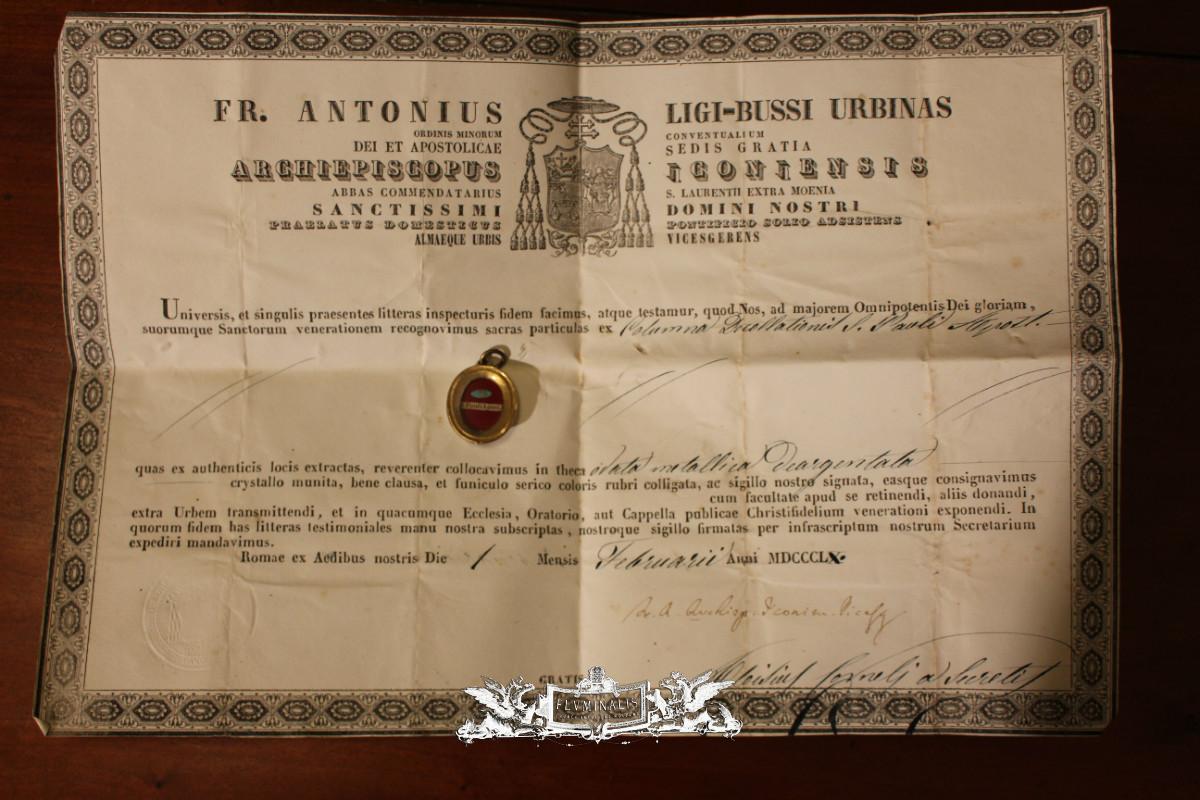 FR. ANTONIUS LIGI-BUSSI URBINAS
ORDINIS MINORUM CONVENTUALIUM
DEI ET APOSTOLICAE SEDIS GRATIA
ARCHIEPISCOPUS ICONIENSIS
ABBAS COMMENDATARIUS S. LAURENTII EXTRA MOENIA
SANCTISSIMI DOMINI NOSTRI
PRAELATUS DOMESTICUS PONTIFICIO SOLIO ADSISTENS
ALMAEQUE URBIS VICESGERENS
Universis, et singulis praesentes litteras inspecturis fidem facimus, atque testamur, quod Nos, ad majorem Omnipotentis Dei gloriam,
suorumque Sanctorum venerationem recognovimus sacras particulas ex Columna Decollationis S. Pauli Apost.
quas ex authenticis locis extractas, reverenter collocavimus in theca ovata metallica deargentata
crystallo munita, bene clausa, et funiculo serico coloris rubri colligata, ac sigillo nostro signata, easque consignavimus
cum facultate apud se retinendi, aliis donandi,
extra Urbem transmittendi, et in quacumque Ecclesia, Oratorio, aut Cappella publicae Christifidelium venerationi exponendi. In
quorum fidem has litteras testimoniales manu nostra subscriptas, nostroque sigillo firmatas per infrascriptum nostrum Secretarium
expediri mandavimus.
Romae ex Aedibus nostris Die 1 Mensis Februarii Anni MDCCCLX
Fr. A. Archiep. Iconien. Vicesg
GRATIS
FLVMINALIS